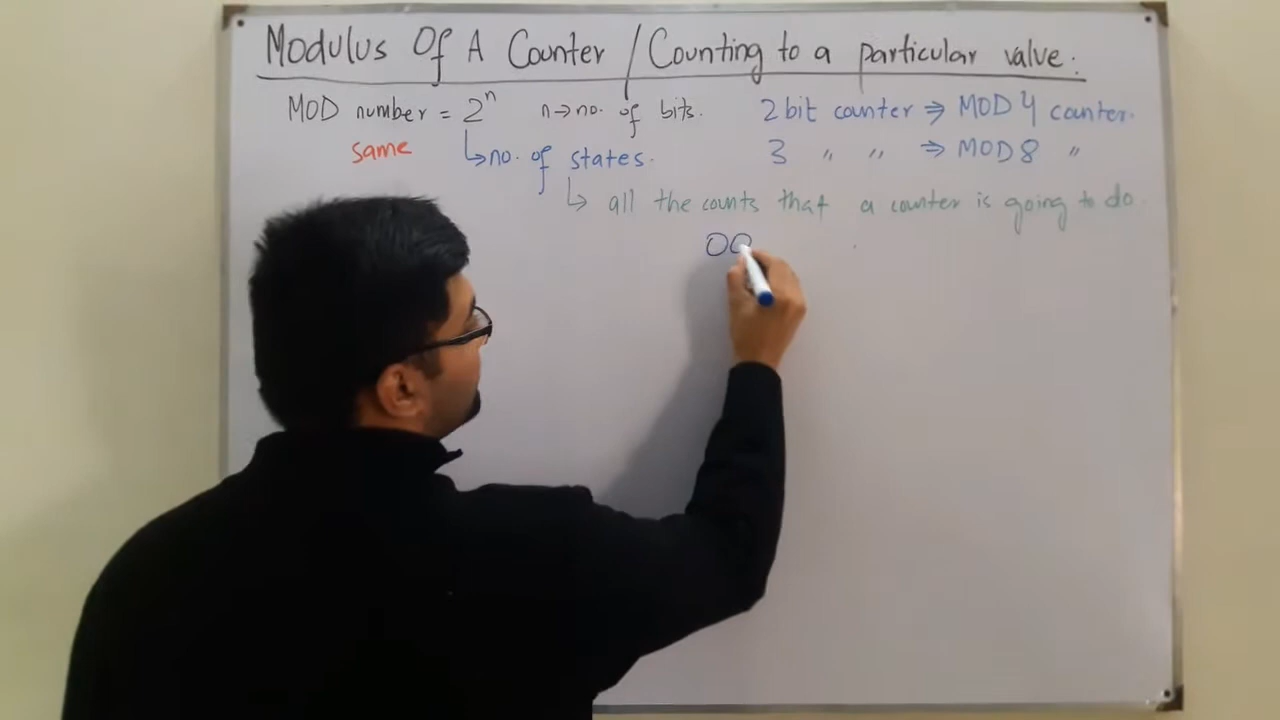 Modulus Of A Counter / Counting to a particular valve:
MOD number = 2^n n → no. of bits. 2 bit counter ⇒ MOD 4 counter.
same ↳ no. of states. 3 " " ⇒ MOD 8 "
↳ all the counts that a counter is going to do.
00